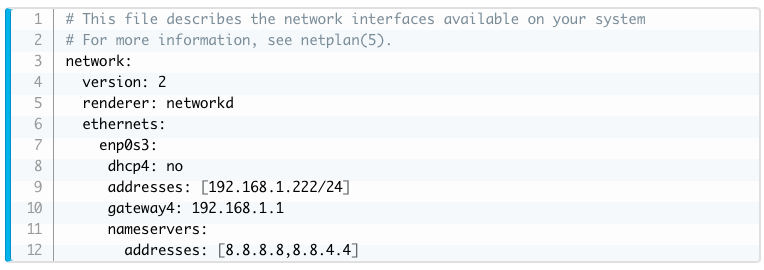 1 # This file describes the network interfaces available on your system
2 # For more information, see netplan(5).
3 network:
4   version: 2
5   renderer: networkd
6   ethernets:
7     enp0s3:
8      dhcp4: no
9      addresses: [192.168.1.222/24]
10      gateway4: 192.168.1.1
11      nameservers:
12        addresses: [8.8.8.8,8.8.4.4]